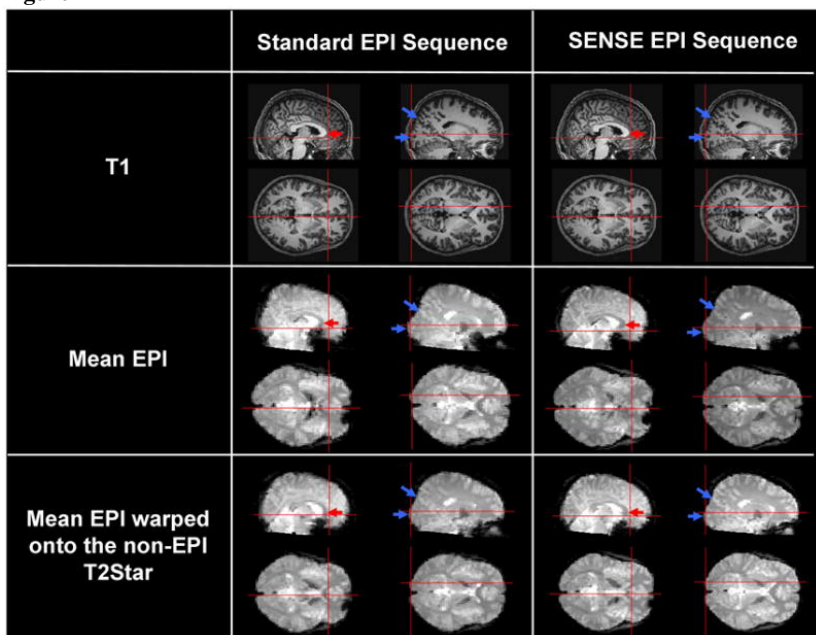 Standard EPI Sequence
SENSE EPI Sequence
T1
Mean EPI
Mean EPI warped
onto the non-EPI
T2Star